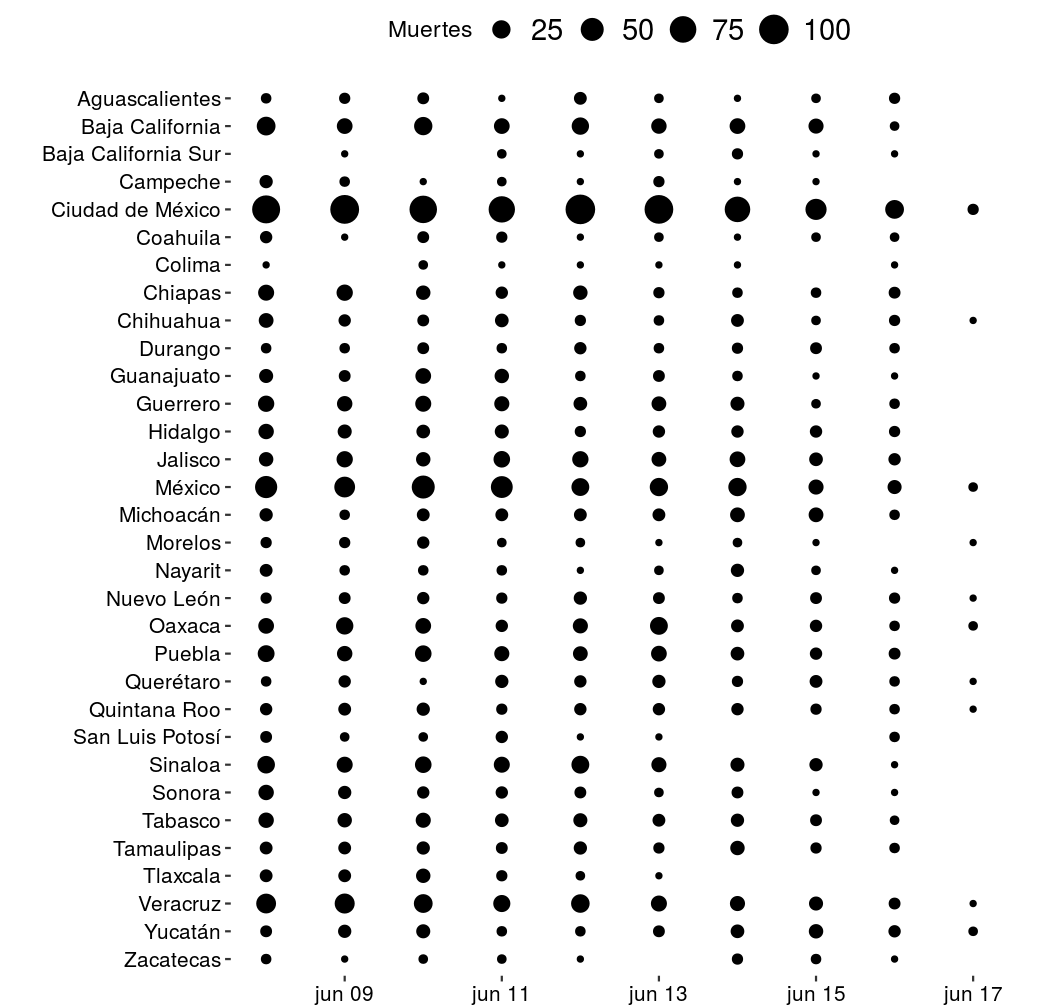 Muertes 25 50 75 100
Aguascalientes
Baja California
Baja California Sur
Campeche
Ciudad de México
Coahuila
Colima
Chiapas
Chihuahua
Durango
Guanajuato
Guerrero
Hidalgo
Jalisco
México
Michoacán
Morelos
Nayarit
Nuevo León
Oaxaca
Puebla
Querétaro
Quintana Roo
San Luis Potosí
Sinaloa
Sonora
Tabasco
Tamaulipas
Tlaxcala
Veracruz
Yucatán
Zacatecas
jun 09 jun 11 jun 13 jun 15 jun 17